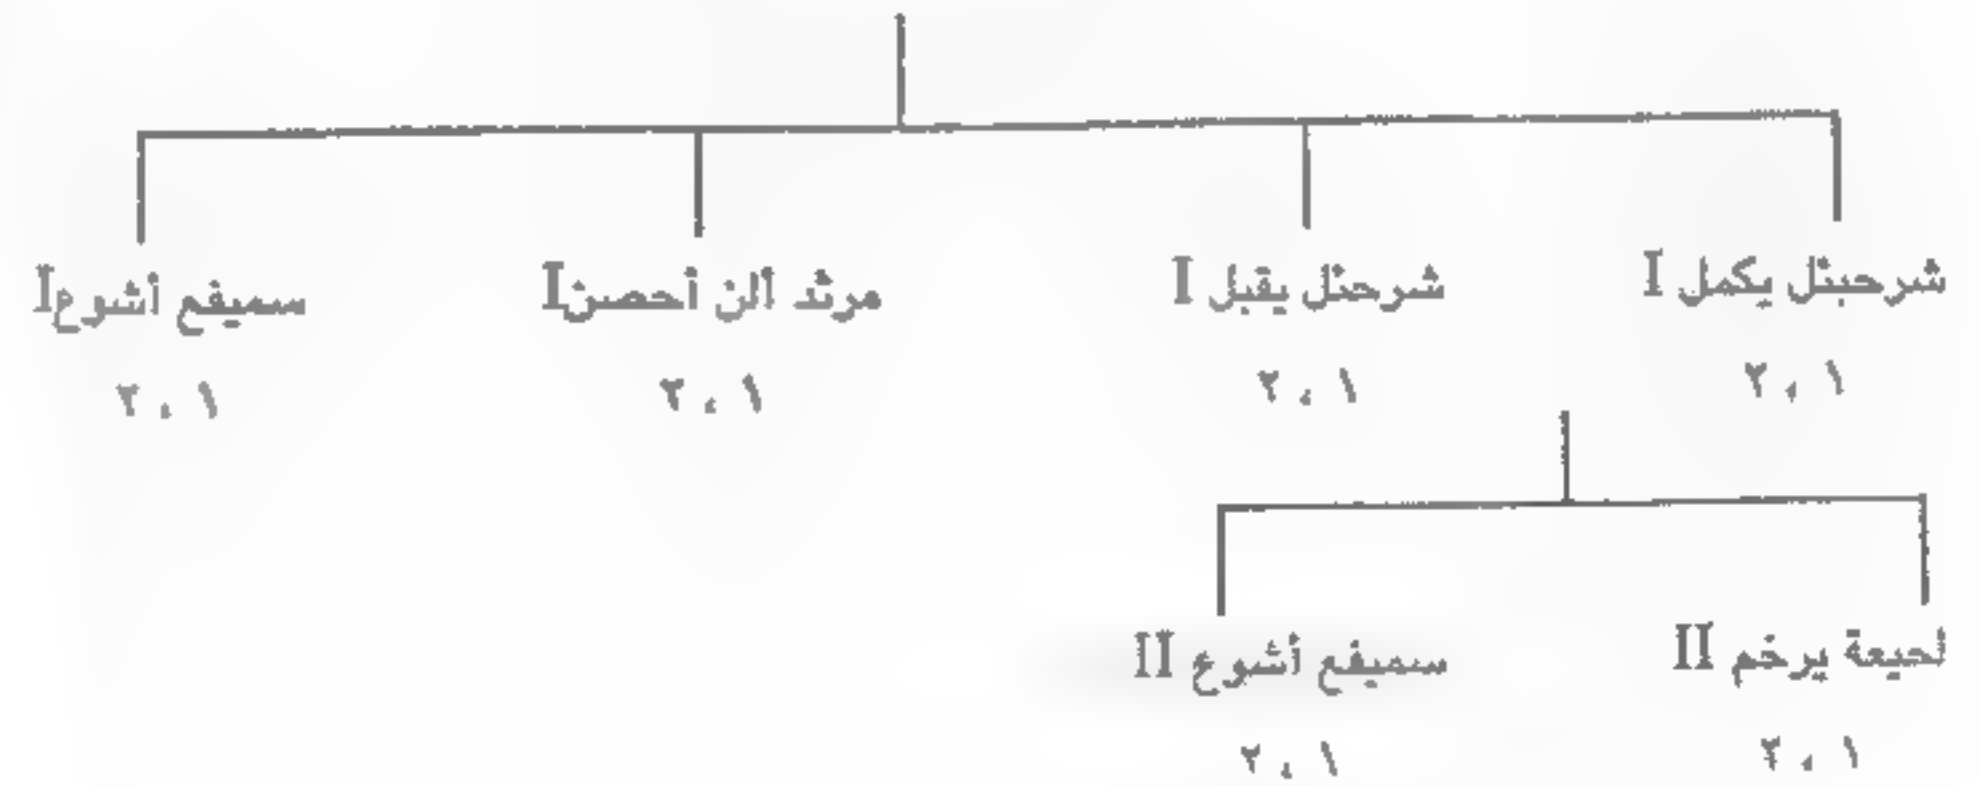 شرحبئل يكمل I
شرحئل يقبل I
مرثد ألن أحصن I
سميفع أشوع I
١ ، ٢
١ ، ٢
١ ، ٢
١ ، ٢
لحيعة يرخم II
سميفع أشوع II
١ ، ٢
١ ، ٢